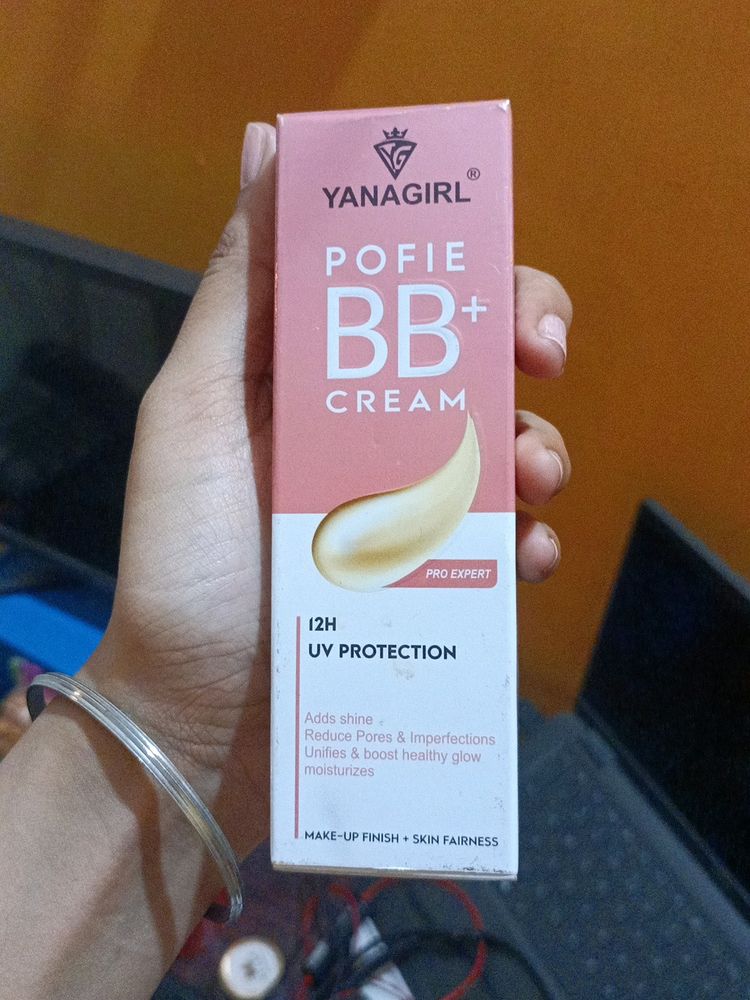 YG
YANAGIRL®
POFIE
BB+
CREAM
PRO EXPERT
12H
UV PROTECTION
Adds shine
Reduce Pores & Imperfections
Unifies & boost healthy glow
moisturizes
MAKE-UP FINISH + SKIN FAIRNESS